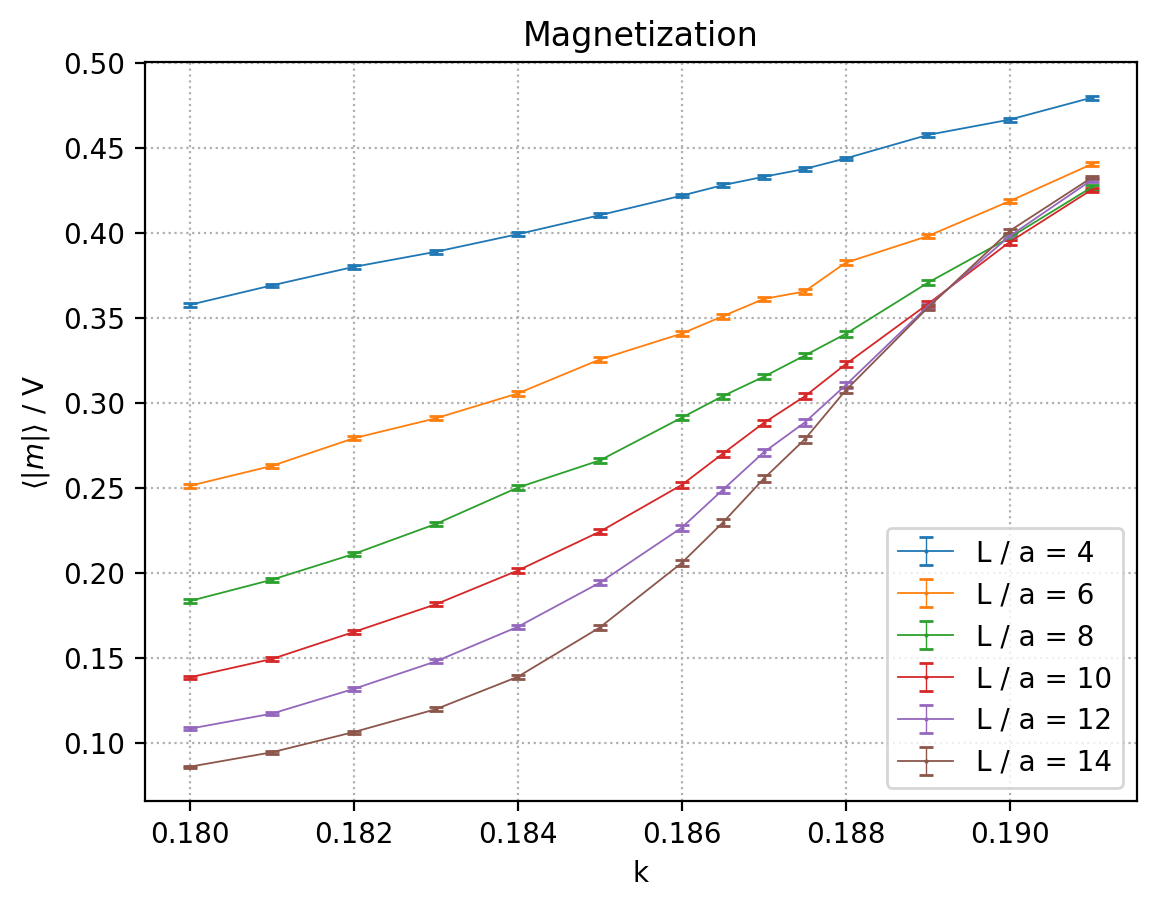 Magnetization
0.50
0.45
0.40
0.35
0.30
0.25
0.20
0.15
0.10
⟨|m|⟩ / V
0.180 0.182 0.184 0.186 0.188 0.190
k
L / a = 4
L / a = 6
L / a = 8
L / a = 10
L / a = 12
L / a = 14